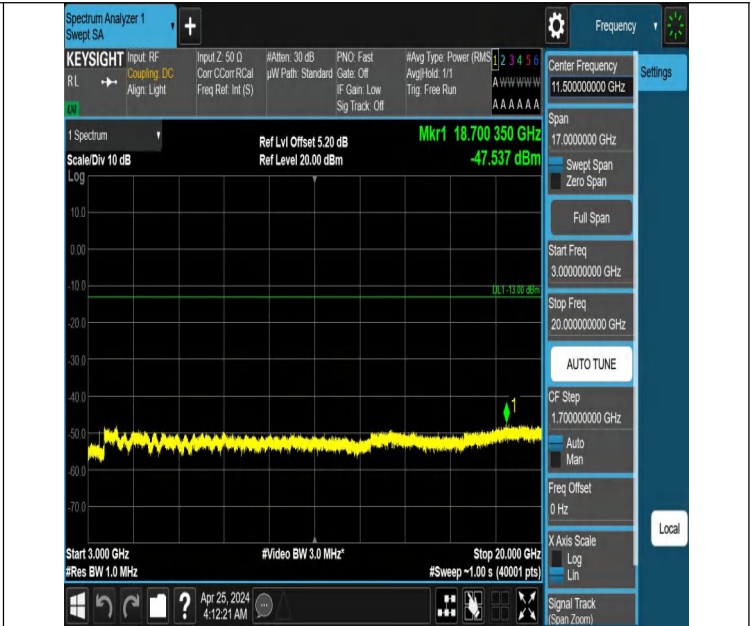 Spectrum Analyzer 1
Swept SA
+
Frequency
KEYSIGHT
RL
Input: RF
Coupling: DC
Align: Light
Input Z: 50 Ω
Corr CCorr RCal
Freq Ref: Int (S)
#Atten: 30 dB
µW Path: Standard
PNO: Fast
Gate: Off
IF Gain: Low
Sig Track: Off
#Avg Type: Power (RMS
Avg|Hold: 1/1
Trig: Free Run
1 2 3 4 5 6
A W W W W W
A A A A A A
1 Spectrum
Scale/Div 10 dB
Ref Lvl Offset 5.20 dB
Ref Level 20.00 dBm
Mkr1 18.700 350 GHz
-47.537 dBm
Log
10.0
0.00
-10.0
DL1 -13.00 dBm
-20.0
-30.0
-40.0
1
-50.0
-60.0
-70.0
Start 3.000 GHz
#Res BW 1.0 MHz
#Video BW 3.0 MHz*
Stop 20.000 GHz
#Sweep ~1.00 s (40001 pts)
Center Frequency
11.500000000 GHz
Settings
Span
17.0000000 GHz
Swept Span
Zero Span
Full Span
Start Freq
3.000000000 GHz
Stop Freq
20.000000000 GHz
AUTO TUNE
CF Step
1.700000000 GHz
Auto
Man
Freq Offset
0 Hz
X Axis Scale
Log
Lin
Local
Signal Track
(Span Zoom)
?
Apr 25, 2024
4:12:21 AM